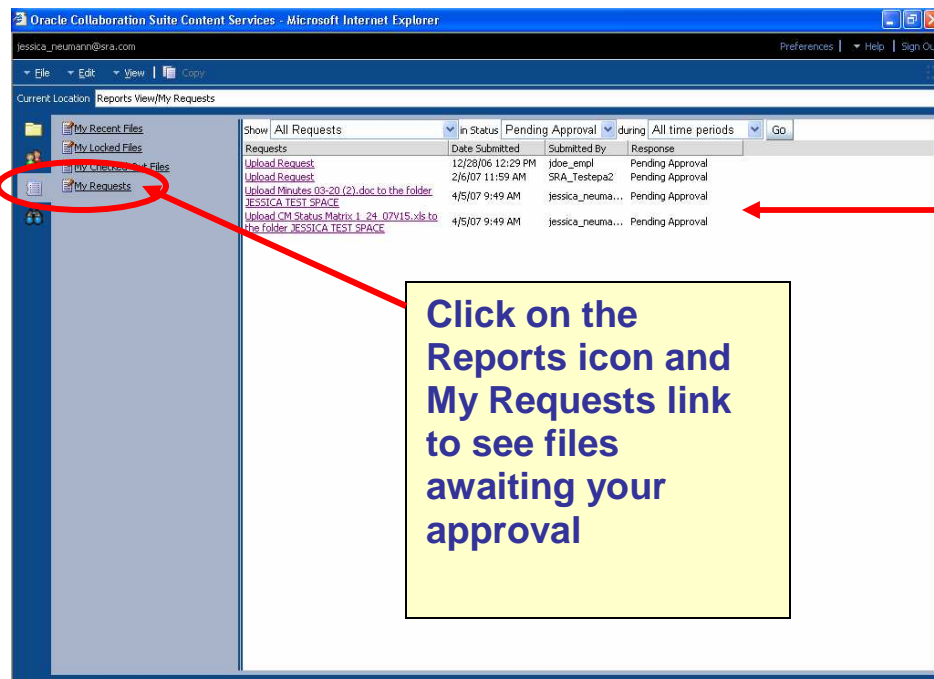 Oracle Collaboration Suite Content Services - Microsoft Internet Explorer
jessica_neumann@sra.com Preferences | Help | Sign Ou
File Edit View | Copy
Current Location Reports View/My Requests
My Recent Files
My Locked Files
My Checked Out Files
My Requests
Show All Requests in Status Pending Approval during All time periods Go
Requests Date Submitted Submitted By Response
Upload Request 12/28/06 12:29 PM jdoe_empl Pending Approval
Upload Request 2/6/07 11:59 AM SRA_Testepa2 Pending Approval
Upload Minutes 03-20 (2).doc to the folder
JESSICA TEST SPACE 4/5/07 9:49 AM jessica_neuma... Pending Approval
Upload CM Status Matrix 1_24_07V15.xls to
the folder JESSICA TEST SPACE 4/5/07 9:49 AM jessica_neuma... Pending Approval
Click on the
Reports icon and
My Requests link
to see files
awaiting your
approval